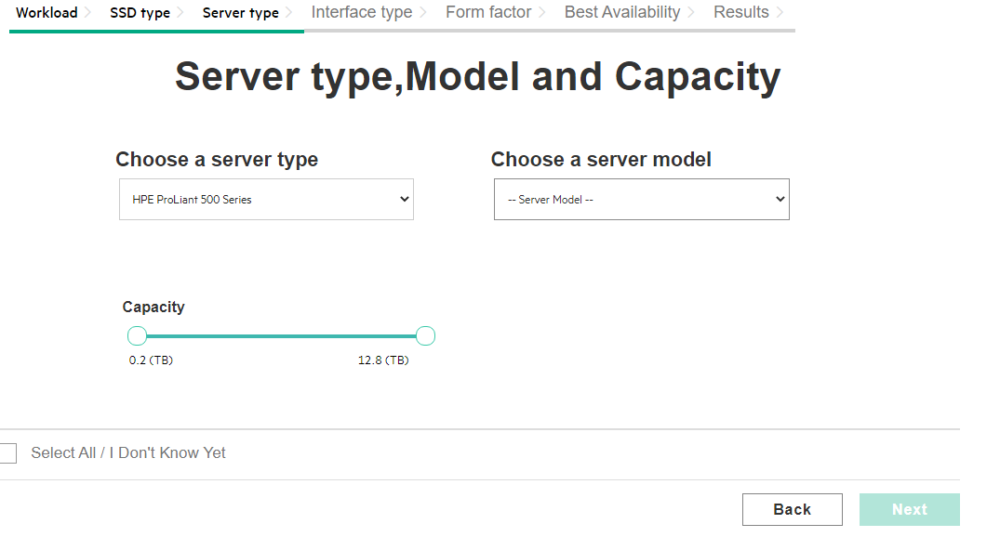 Workload SSD type Server type Interface type Form factor Best Availability Results
Server type,Model and Capacity
Choose a server type Choose a server model
HPE ProLiant 500 Series -- Server Model --
Capacity
0.2 (TB) 12.8 (TB)
Select All / I Don't Know Yet
Back Next